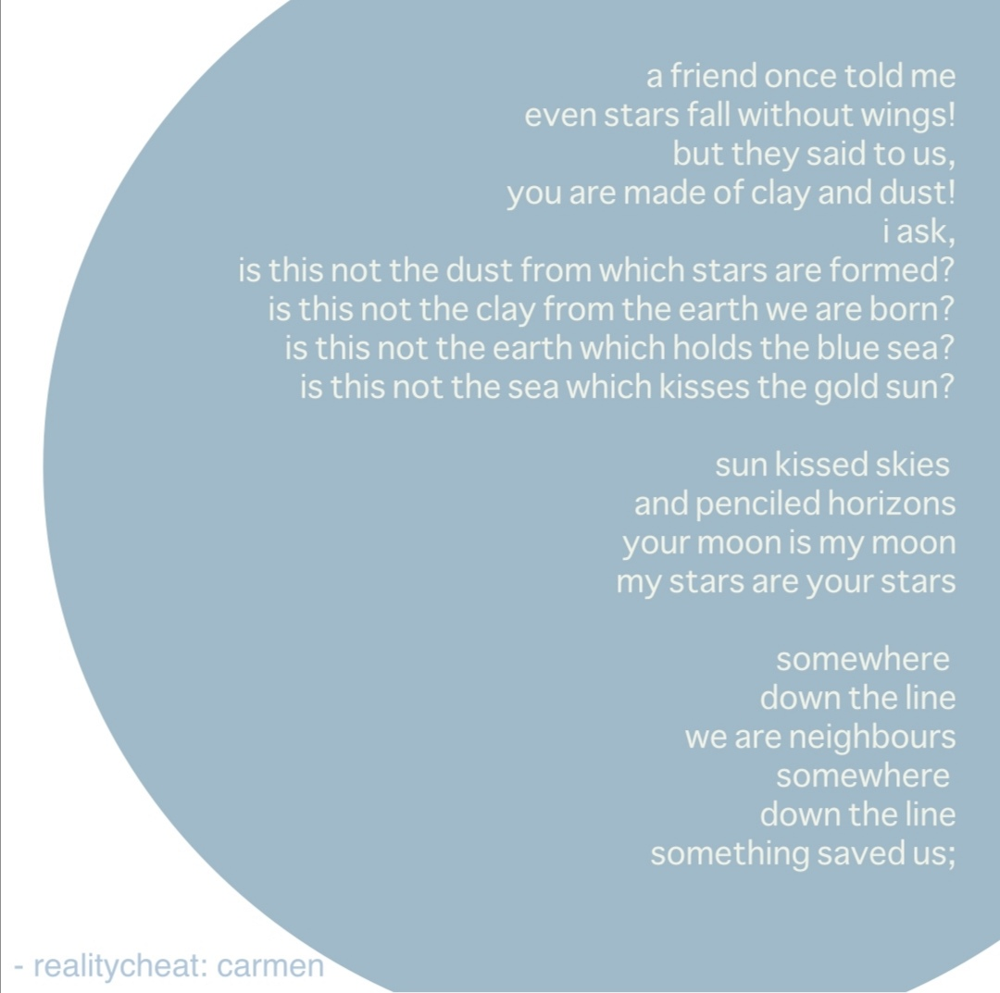 a friend once told me
even stars fall without wings!
but they said to us,
you are made of clay and dust!
i ask,
is this not the dust from which stars are formed?
is this not the clay from the earth we are born?
is this not the earth which holds the blue sea?
is this not the sea which kisses the gold sun?
sun kissed skies
and penciled horizons
your moon is my moon
my stars are your stars
somewhere
down the line
we are neighbours
somewhere
down the line
something saved us;
- realitycheat: carmen